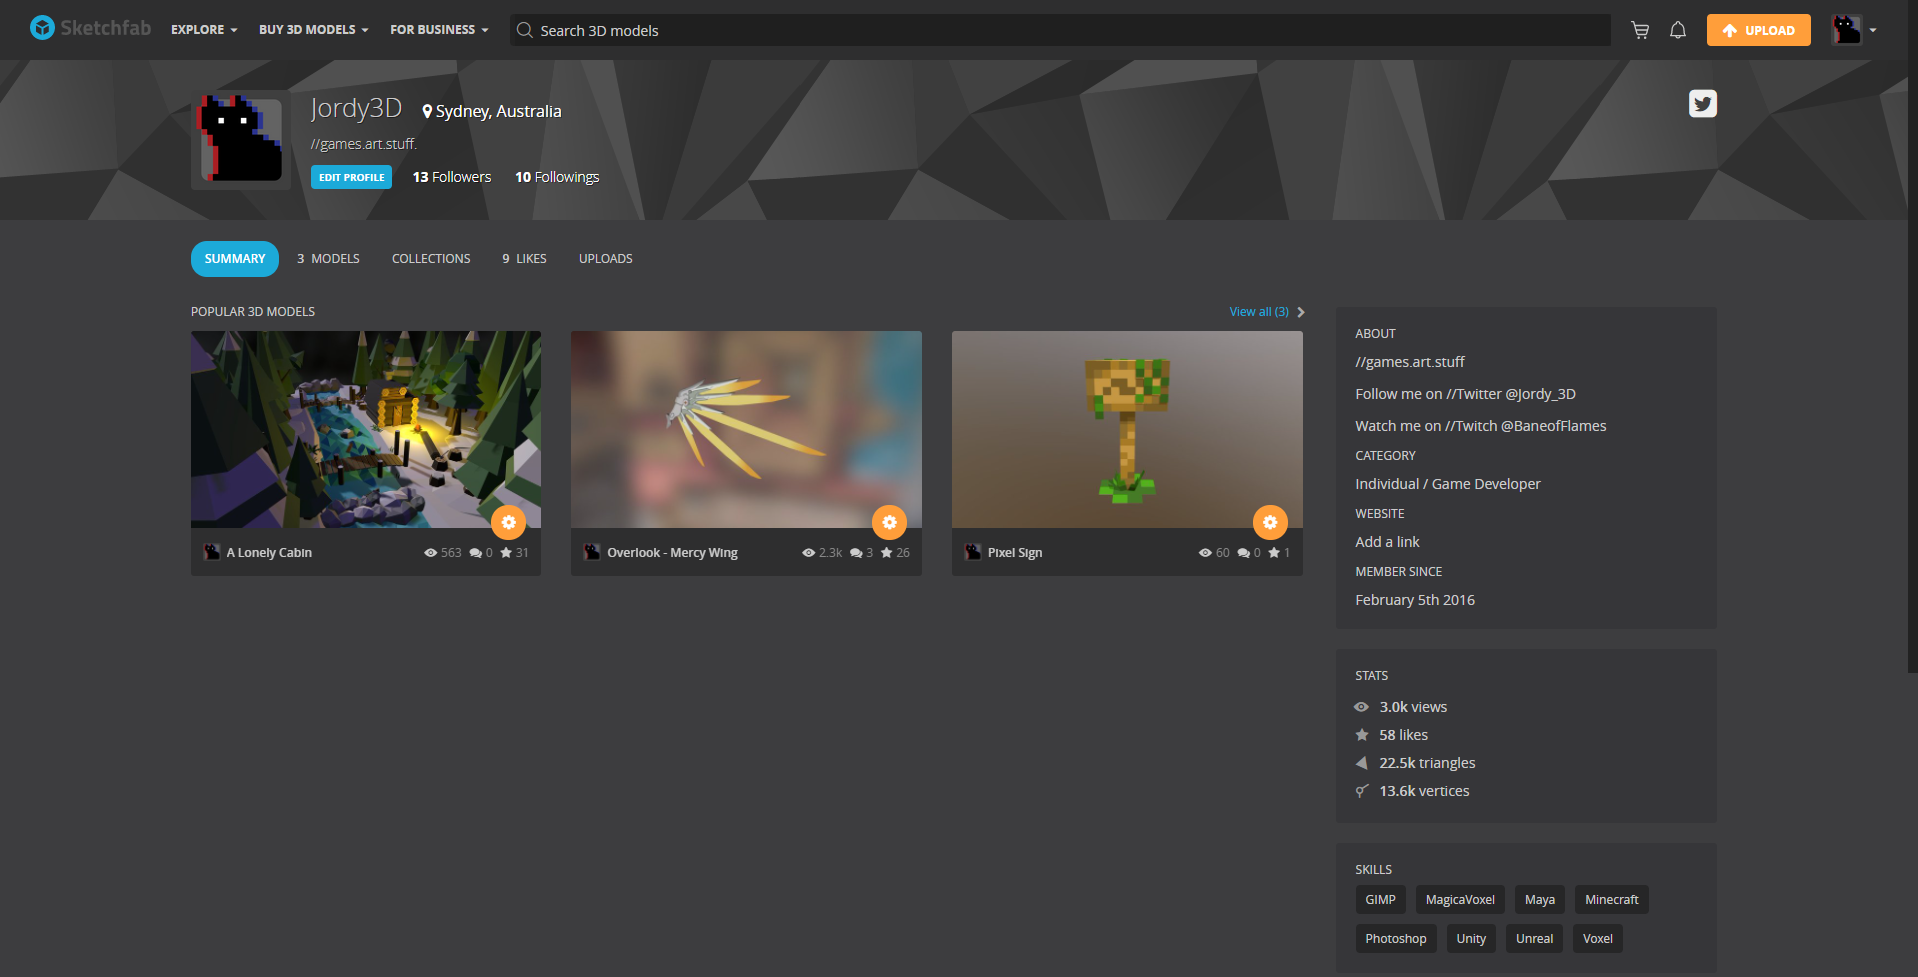 Sketchfab EXPLORE BUY 3D MODELS FOR BUSINESS Search 3D models UPLOAD
Jordy3D Sydney, Australia
//games.art.stuff.
EDIT PROFILE 13 Followers 10 Followings
SUMMARY 3 MODELS COLLECTIONS 9 LIKES UPLOADS
POPULAR 3D MODELS View all (3)
A Lonely Cabin 563 0 31
Overlook - Mercy Wing 2.3k 3 26
Pixel Sign 60 0 1
ABOUT
//games.art.stuff
Follow me on //Twitter @Jordy_3D
Watch me on //Twitch @BaneofFlames
CATEGORY
Individual / Game Developer
WEBSITE
Add a link
MEMBER SINCE
February 5th 2016
STATS
3.0k views
58 likes
22.5k triangles
13.6k vertices
SKILLS
GIMP MagicaVoxel Maya Minecraft
Photoshop Unity Unreal Voxel